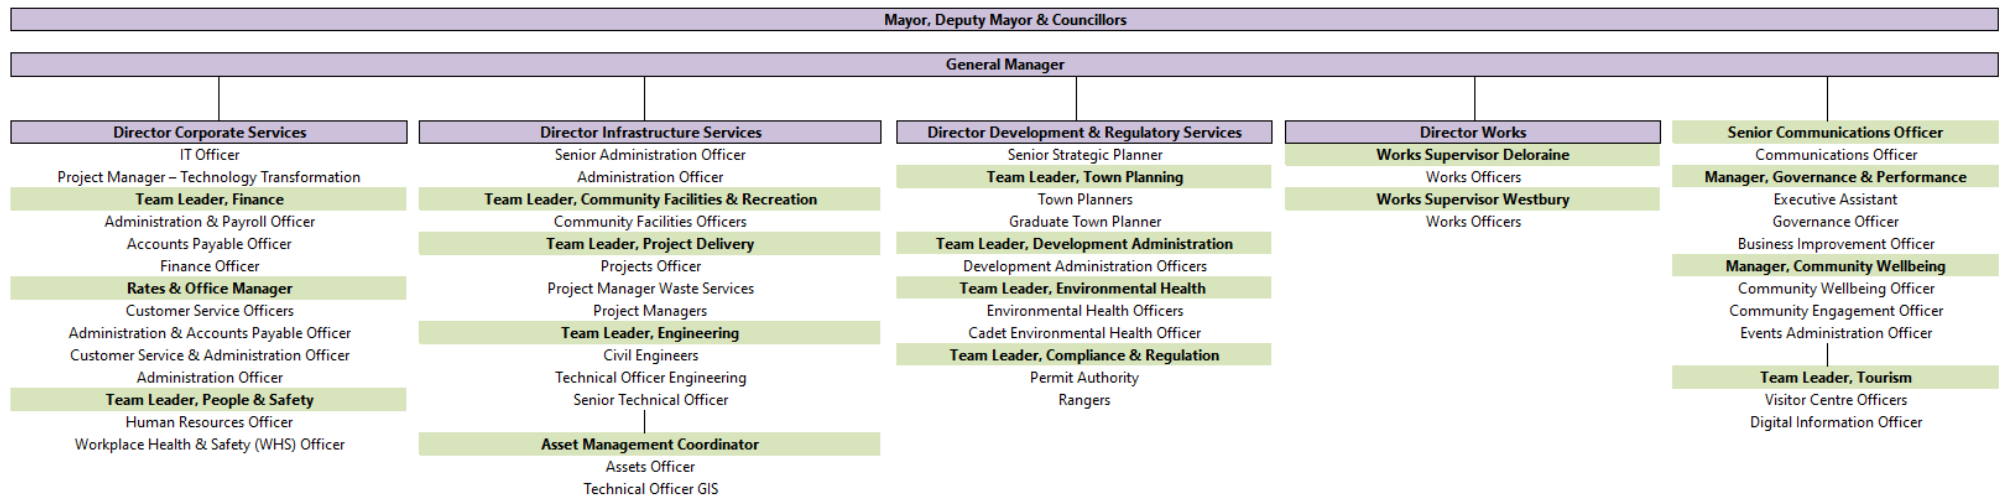 Mayor, Deputy Mayor & Councillors
General Manager
Director Corporate Services
IT Officer
Project Manager – Technology Transformation
Team Leader, Finance
Administration & Payroll Officer
Accounts Payable Officer
Finance Officer
Rates & Office Manager
Customer Service Officers
Administration & Accounts Payable Officer
Customer Service & Administration Officer
Administration Officer
Team Leader, People & Safety
Human Resources Officer
Workplace Health & Safety (WHS) Officer
Director Infrastructure Services
Senior Administration Officer
Administration Officer
Team Leader, Community Facilities & Recreation
Community Facilities Officers
Team Leader, Project Delivery
Projects Officer
Project Manager Waste Services
Project Managers
Team Leader, Engineering
Civil Engineers
Technical Officer Engineering
Senior Technical Officer
Asset Management Coordinator
Assets Officer
Technical Officer GIS
Director Development & Regulatory Services
Senior Strategic Planner
Team Leader, Town Planning
Town Planners
Graduate Town Planner
Team Leader, Development Administration
Development Administration Officers
Team Leader, Environmental Health
Environmental Health Officers
Cadet Environmental Health Officer
Team Leader, Compliance & Regulation
Permit Authority
Rangers
Director Works
Works Supervisor Deloraine
Works Officers
Works Supervisor Westbury
Works Officers
Senior Communications Officer
Communications Officer
Manager, Governance & Performance
Executive Assistant
Governance Officer
Business Improvement Officer
Manager, Community Wellbeing
Community Wellbeing Officer
Community Engagement Officer
Events Administration Officer
Team Leader, Tourism
Visitor Centre Officers
Digital Information Officer